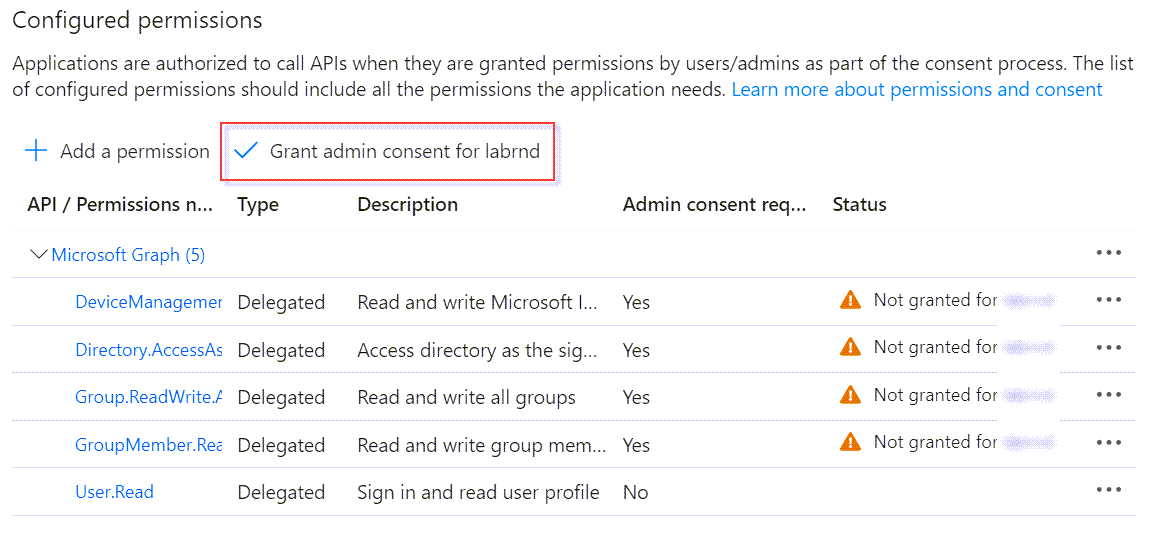 Configured permissions
Applications are authorized to call APIs when they are granted permissions by users/admins as part of the consent process. The list
of configured permissions should include all the permissions the application needs. Learn more about permissions and consent
Add a permission Grant admin consent for labrnd
API / Permissions n... Type Description Admin consent req... Status
Microsoft Graph (5)
DeviceManagemen Delegated Read and write Microsoft I... Yes Not granted for
Directory.AccessAs Delegated Access directory as the sig... Yes Not granted for
Group.ReadWrite.A Delegated Read and write all groups Yes Not granted for
GroupMember.Rea Delegated Read and write group mem... Yes Not granted for
User.Read Delegated Sign in and read user profile No